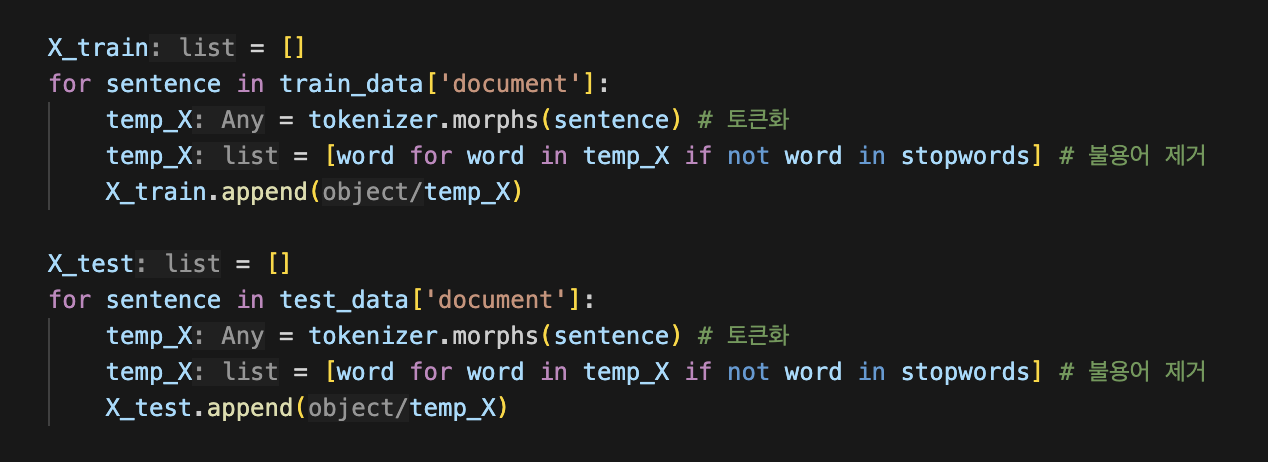 X_train: list = []
for sentence in train_data['document']:
    temp_X: Any = tokenizer.morphs(sentence) # 토큰화
    temp_X: list = [word for word in temp_X if not word in stopwords] # 불용어 제거
    X_train.append(object/temp_X)

X_test: list = []
for sentence in test_data['document']:
    temp_X: Any = tokenizer.morphs(sentence) # 토큰화
    temp_X: list = [word for word in temp_X if not word in stopwords] # 불용어 제거
    X_test.append(object/temp_X)